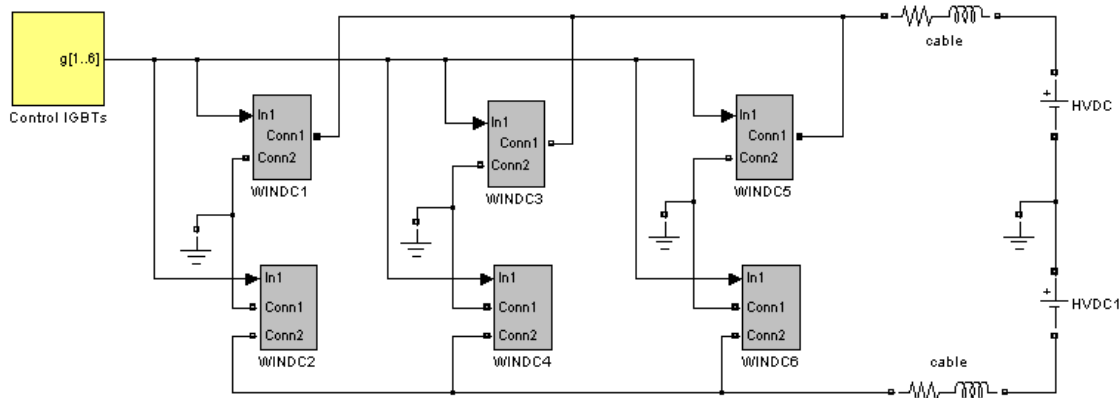 cable
g[1..6]
Control IGBTs
In1
Conn1
Conn2
WINDC1
In1
Conn1
Conn2
WINDC3
In1
Conn1
Conn2
WINDC5
+
HVDC
In1
Conn1
Conn2
WINDC2
In1
Conn1
Conn2
WINDC4
In1
Conn1
Conn2
WINDC6
+
HVDC1
cable